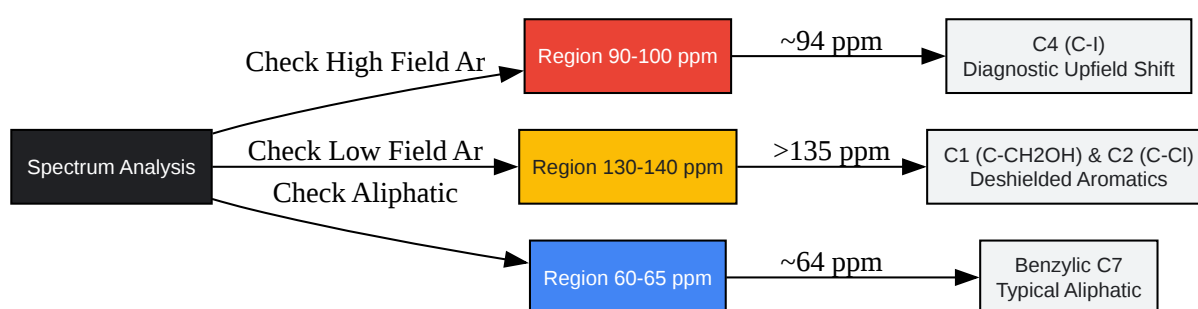 Check High Field Ar
Region 90-100 ppm
~94 ppm
C4 (C-I)
Diagnostic Upfield Shift
Spectrum Analysis
Check Low Field Ar
Region 130-140 ppm
>135 ppm
C1 (C-CH2OH) & C2 (C-Cl)
Deshielded Aromatics
Check Aliphatic
Region 60-65 ppm
~64 ppm
Benzylic C7
Typical Aliphatic